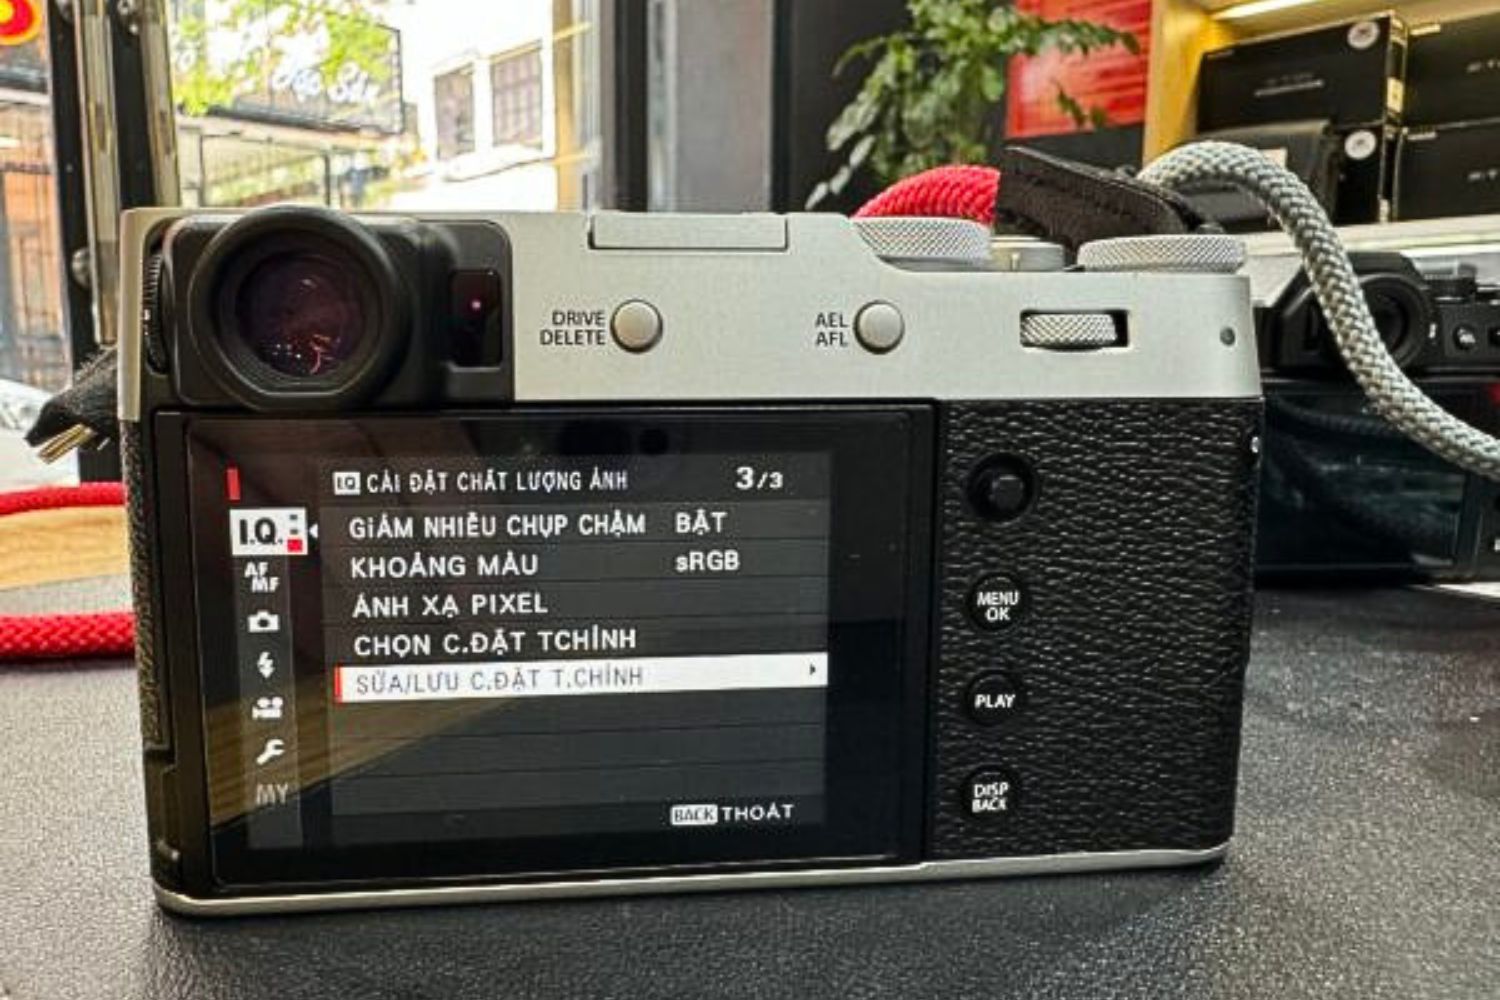 DRIVE
DELETE
AEL
AFL
I.Q. CÀI ĐẶT CHẤT LƯỢNG ẢNH 3/3
I.Q.
GIẢM NHIỄU CHỤP CHẬM BẬT
AF
MF
KHOẢNG MÀU sRGB
ÁNH XẠ PIXEL
CHỌN C.ĐẶT TCHỈNH
SỬA/LƯU C.ĐẶT T.CHỈNH
MY
BACK THOÁT
MENU
OK
PLAY
DISP
BACK